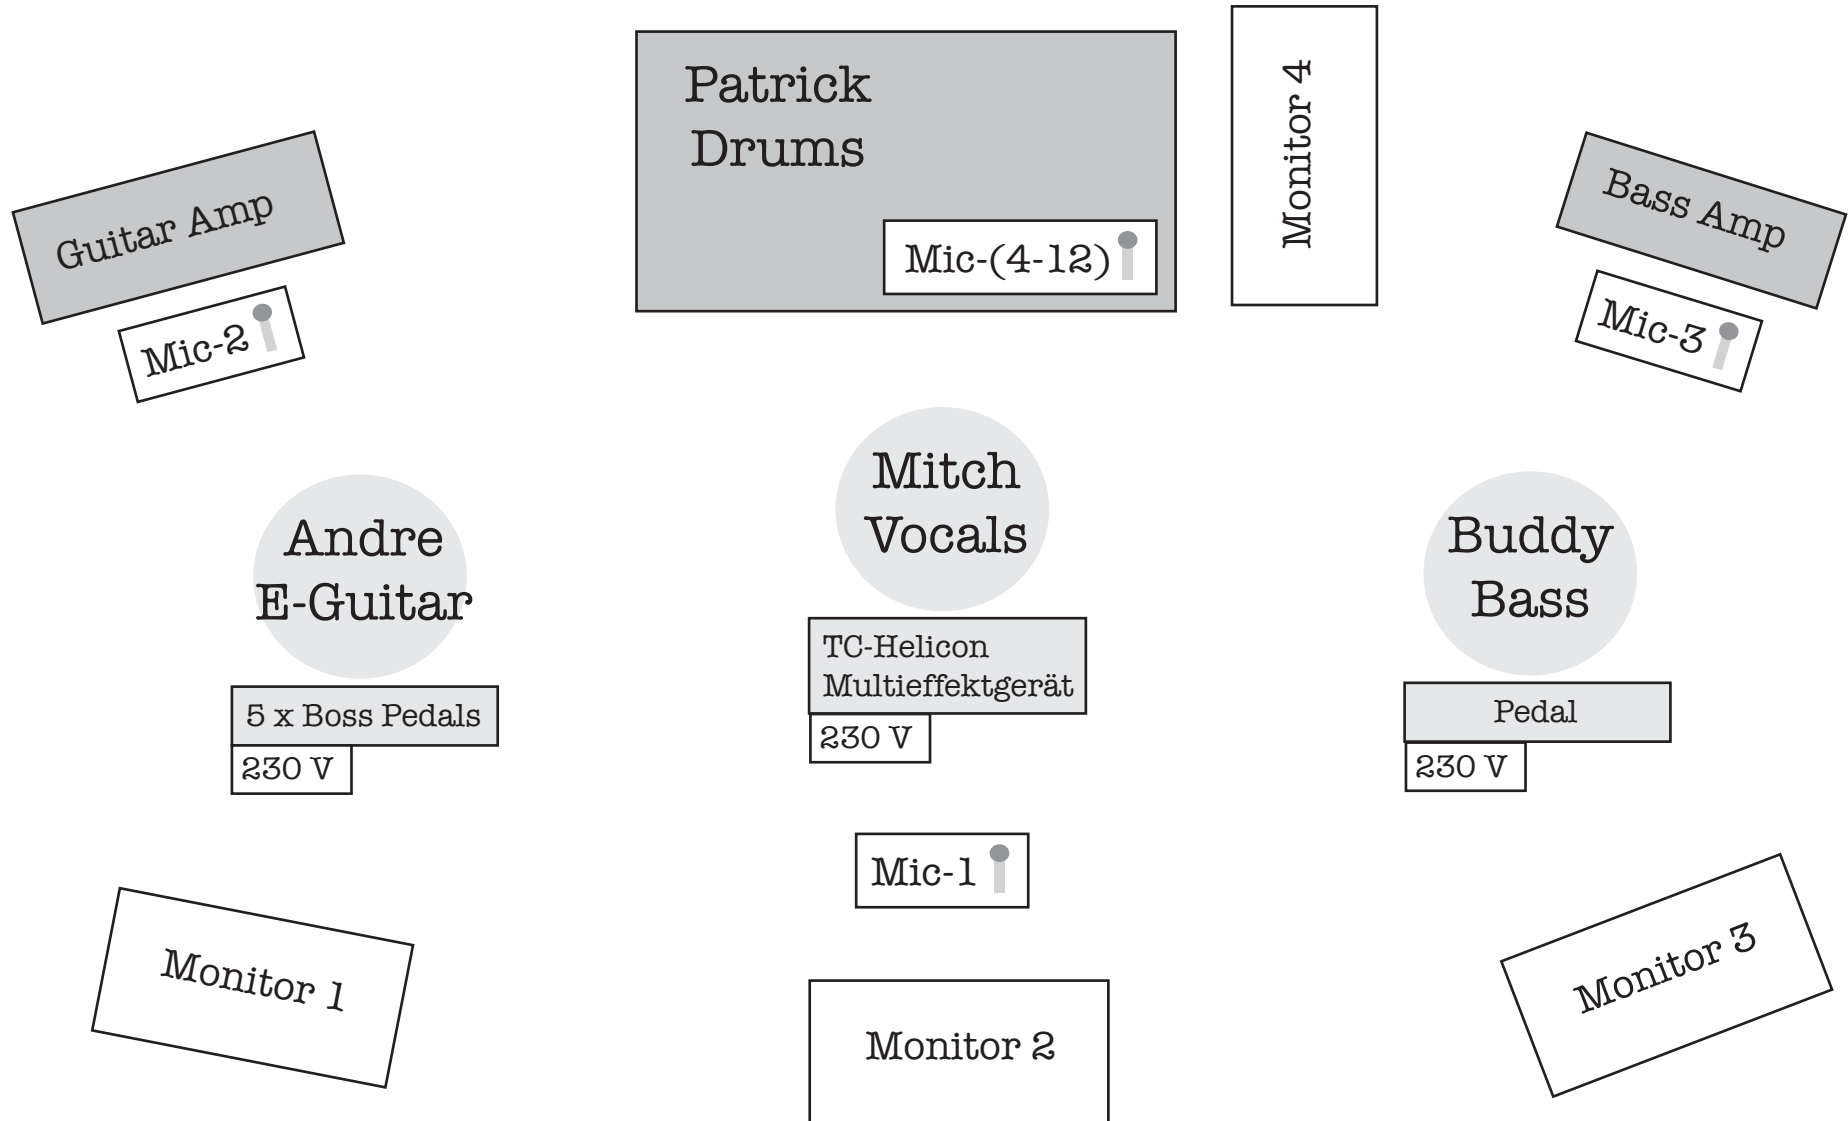 Patrick
Drums
Mic-(4-12)
Monitor 4
Guitar Amp
Mic-2
Bass Amp
Mic-3
Andre
E-Guitar
5 x Boss Pedals
230 V
Mitch
Vocals
TC-Helicon
Multieffektgerät
230 V
Mic-1
Buddy
Bass
Pedal
230 V
Monitor 1
Monitor 2
Monitor 3